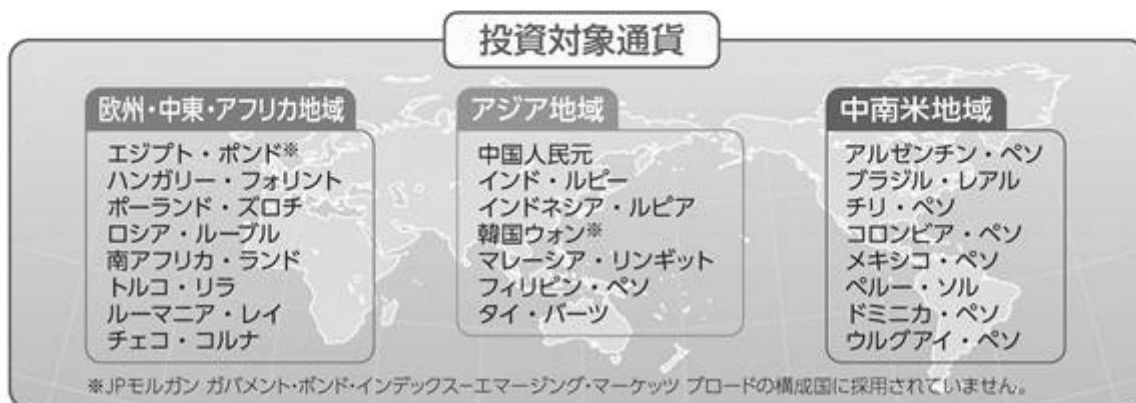 投資対象通貨
欧州・中東・アフリカ地域
エジプト・ポンド※
ハンガリー・フォリント
ポーランド・ズロチ
ロシア・ルーブル
南アフリカ・ランド
トルコ・リラ
ルーマニア・レイ
チェコ・コルナ
アジア地域
中国人民元
インド・ルピー
インドネシア・ルピア
韓国ウォン※
マレーシア・リンギット
フィリピン・ペソ
タイ・バーツ
中南米地域
アルゼンチン・ペソ
ブラジル・レアル
チリ・ペソ
コロンビア・ペソ
メキシコ・ペソ
ペルー・ソル
ドミニカ・ペソ
ウルグアイ・ペソ
※JPモルガン ガバメント・ボンド・インデックス−エマージング・マーケッツ ブロードの構成国に採用されていません。